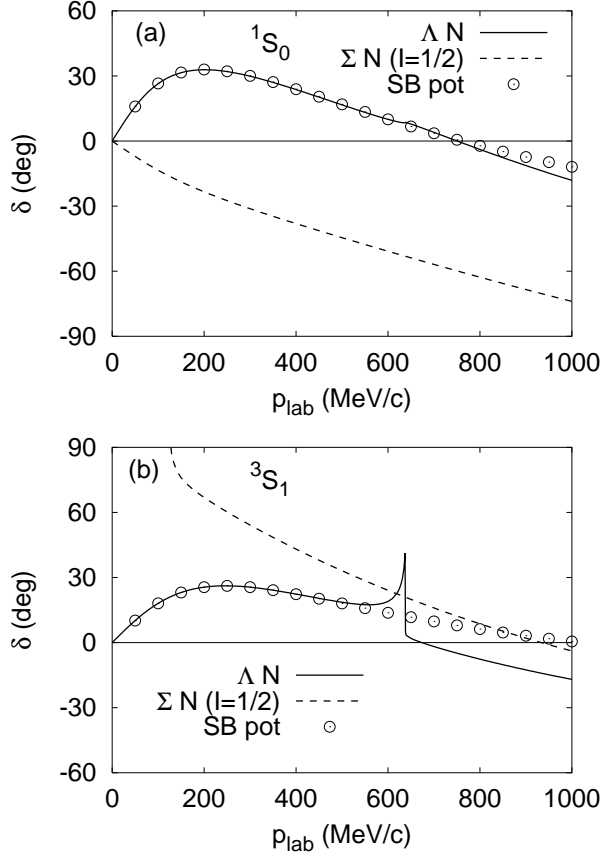 (a) ¹S₀
Λ N
Σ N (I=1/2)
SB pot
90
60
30
0
-30
-60
-90
δ (deg)
0 200 400 600 800 1000
p_lab (MeV/c)
(b) ³S₁
90
60
30
0
-30
-60
δ (deg)
Λ N
Σ N (I=1/2)
SB pot
0 200 400 600 800 1000
p_lab (MeV/c)